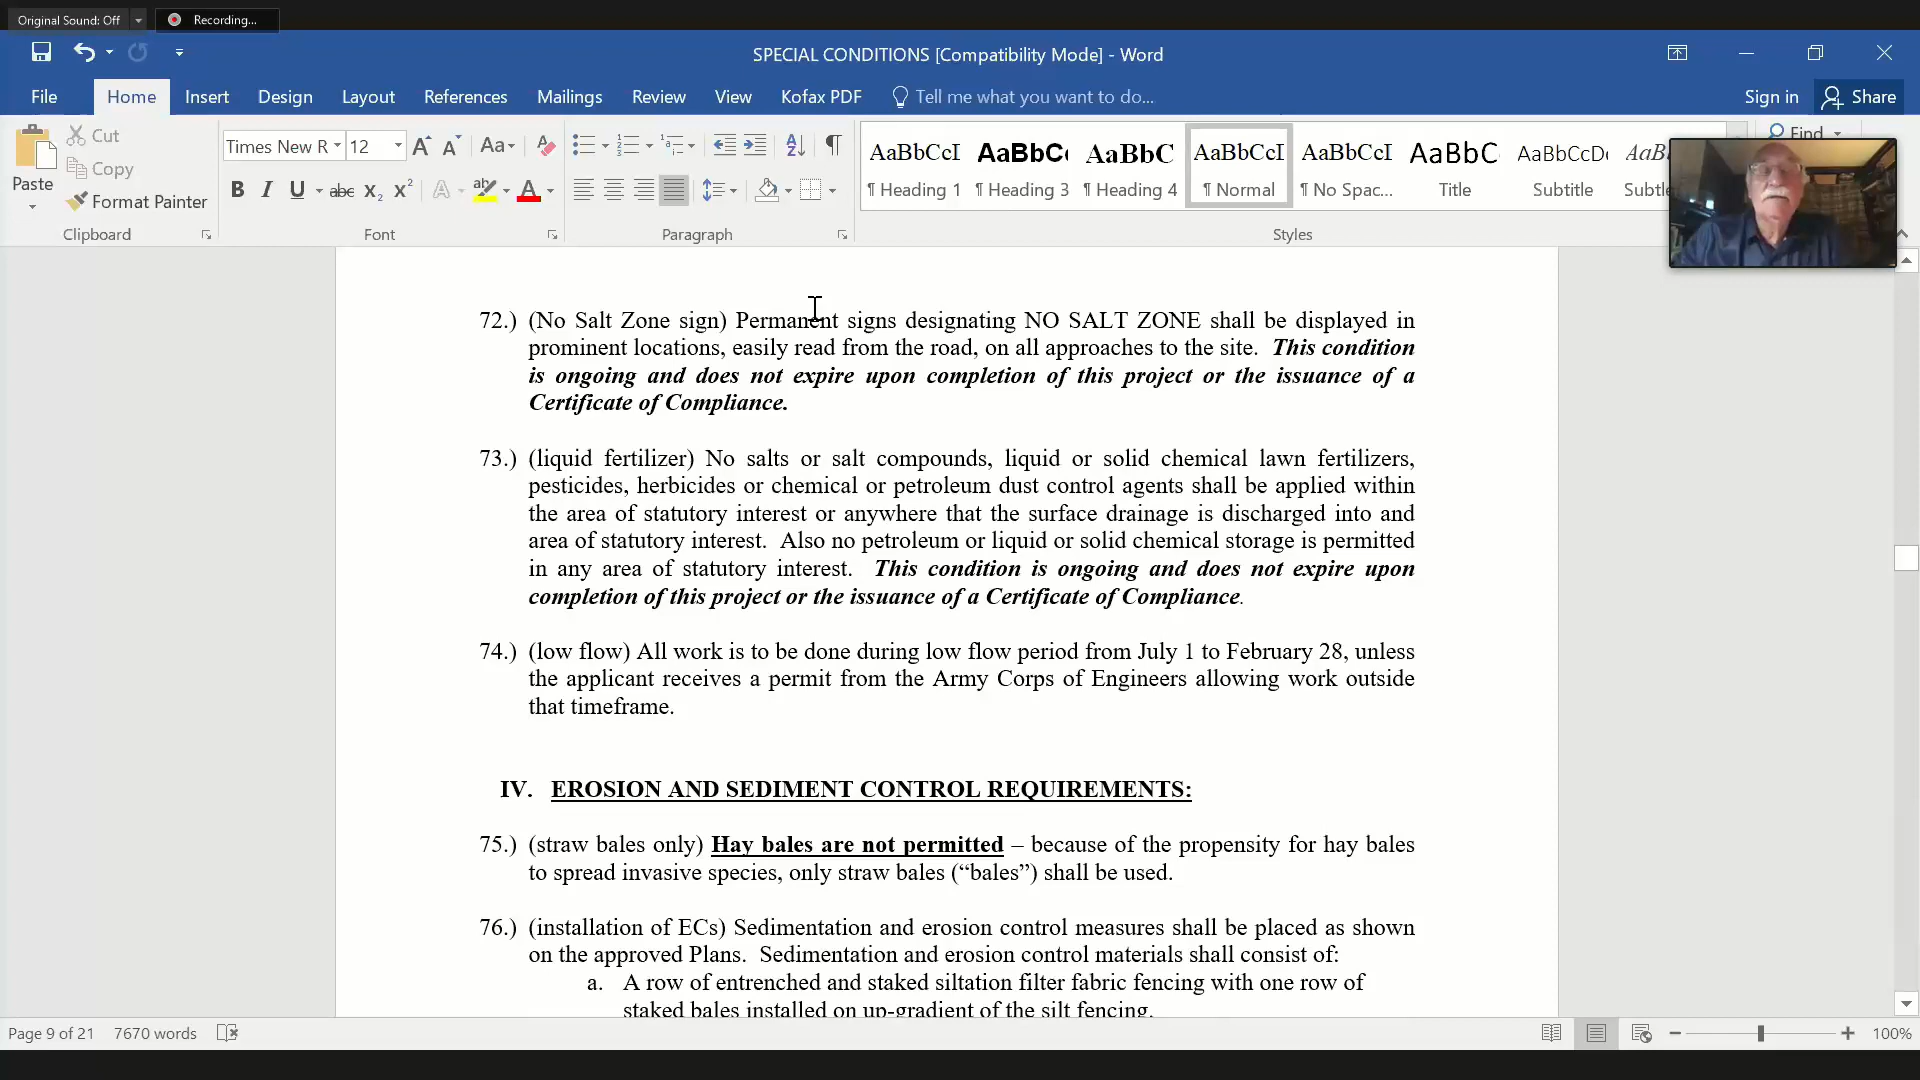 Original Sound: Off
Recording...
SPECIAL CONDITIONS [Compatibility Mode] - Word
File Home Insert Design Layout References Mailings Review View Kofax PDF Tell me what you want to do... Sign in Share
Paste
Cut
Copy
Format Painter
Clipboard
Times New R 12
Font
Paragraph
AaBbCcI AaBbCc AaBbC AaBbCcI AaBbCcI AaBbC AaBbCcDc AaB
¶ Heading 1 ¶ Heading 3 ¶ Heading 4 ¶ Normal ¶ No Spac... Title Subtitle Subtle
Styles
Find
72.) (No Salt Zone sign) Permanent signs designating NO SALT ZONE shall be displayed in
prominent locations, easily read from the road, on all approaches to the site. This condition
is ongoing and does not expire upon completion of this project or the issuance of a
Certificate of Compliance.
73.) (liquid fertilizer) No salts or salt compounds, liquid or solid chemical lawn fertilizers,
pesticides, herbicides or chemical or petroleum dust control agents shall be applied within
the area of statutory interest or anywhere that the surface drainage is discharged into and
area of statutory interest. Also no petroleum or liquid or solid chemical storage is permitted
in any area of statutory interest. This condition is ongoing and does not expire upon
completion of this project or the issuance of a Certificate of Compliance.
74.) (low flow) All work is to be done during low flow period from July 1 to February 28, unless
the applicant receives a permit from the Army Corps of Engineers allowing work outside
that timeframe.
IV. EROSION AND SEDIMENT CONTROL REQUIREMENTS:
75.) (straw bales only) Hay bales are not permitted – because of the propensity for hay bales
to spread invasive species, only straw bales (“bales”) shall be used.
76.) (installation of ECs) Sedimentation and erosion control measures shall be placed as shown
on the approved Plans. Sedimentation and erosion control materials shall consist of:
a. A row of entrenched and staked siltation filter fabric fencing with one row of
staked bales installed on up-gradient of the silt fencing.
Page 9 of 21 7670 words 100%